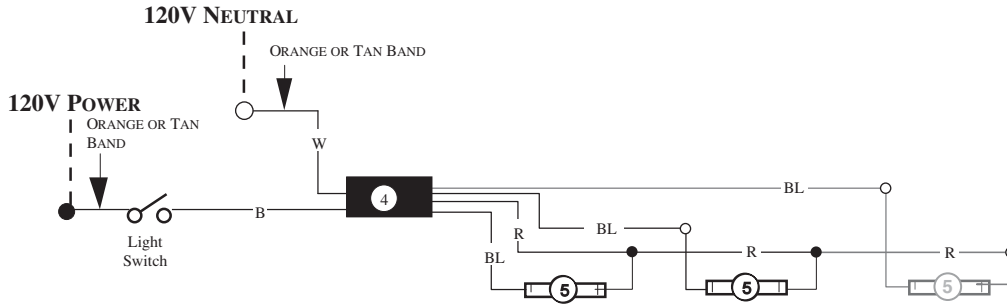 120V NEUTRAL
ORANGE OR TAN BAND
120V POWER
ORANGE OR TAN
BAND
W
4
BL
B
R
BL
R
R
BL
Light
Switch
5
5
5